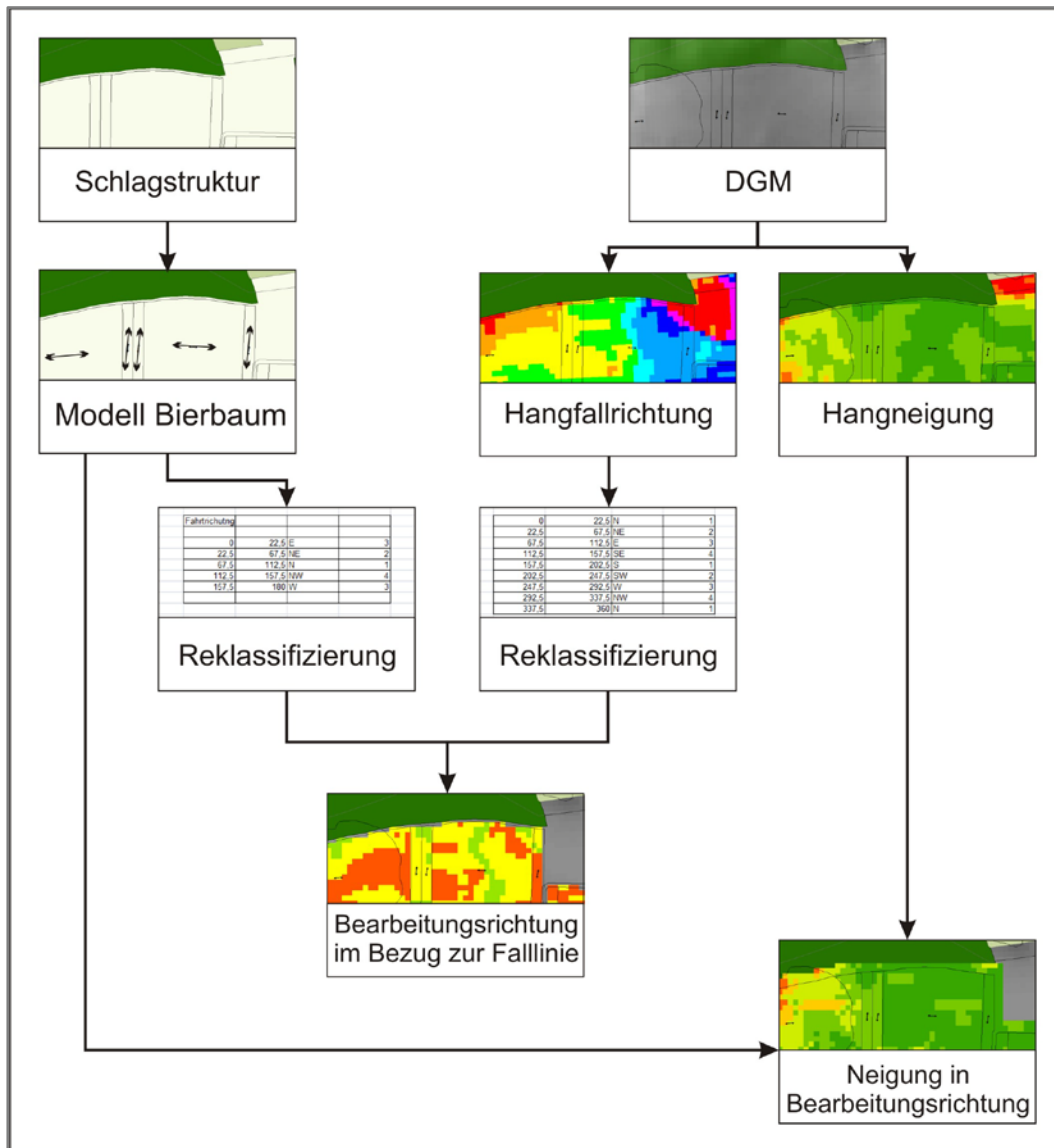 Schlagstruktur
DGM
Modell Bierbaum
Hangfallrichtung
Hangneigung
Fahrtrichutng
0 22,5 E 3
22,5 67,5 NE 2
67,5 112,5 N 1
112,5 157,5 NW 4
157,5 180 W 3
Reklassifizierung
0 22,5 N 1
22,5 67,5 NE 2
67,5 112,5 E 3
112,5 157,5 SE 4
157,5 202,5 S 1
202,5 247,5 SW 2
247,5 292,5 W 3
292,5 337,5 NW 4
337,5 360 N 1
Reklassifizierung
Bearbeitungsrichtung
im Bezug zur Falllinie
Neigung in
Bearbeitungsrichtung